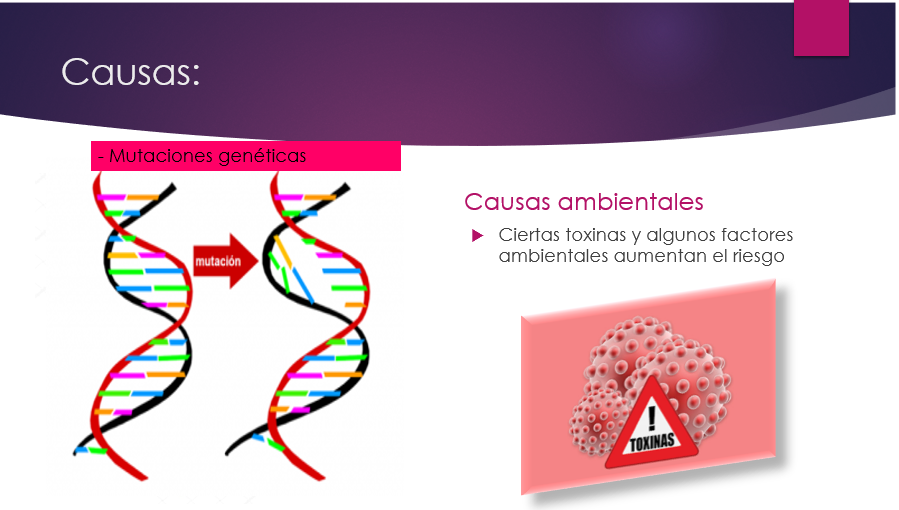 Causas:
- Mutaciones genéticas
mutación
Causas ambientales
Ciertas toxinas y algunos factores
ambientales aumentan el riesgo
!
TOXINAS